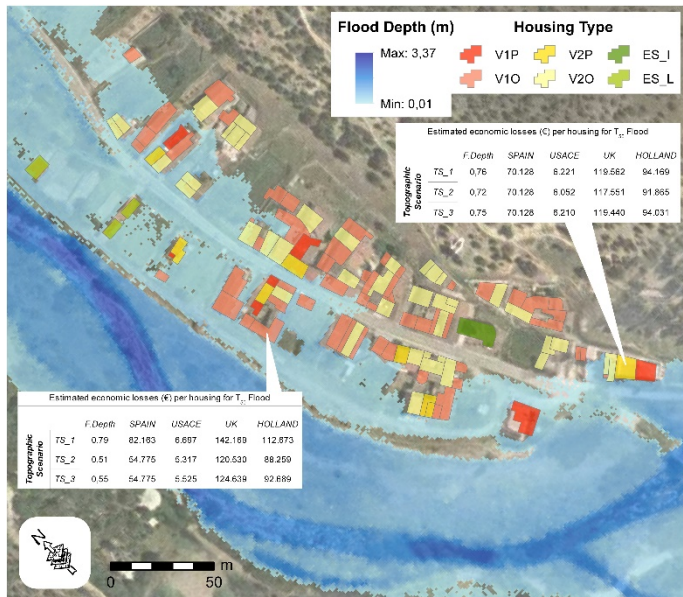 Flood Depth (m)
Housing Type
Max: 3,37
Min: 0,01
V1P V2P ES_I
V1O V2O ES_L
Estimated economic losses (€) per housing for T Flood
F.Depth SPAIN USACE UK HOLLAND
Topographic Scenario
TS_1 0,76 70.128 6.221 119.562 94.169
TS_2 0,72 70.128 6.052 117.551 91.865
TS_3 0.75 70.128 6.210 119.440 94.031
Estimated economic losses (€) per housing for T Flood
F.Depth SPAIN USACE UK HOLLAND
Topographic Scenario
TS_1 0.79 82.163 6.697 142.169 112.873
TS_2 0.51 54.775 5.317 120.530 88.259
TS_3 0,55 54.775 5.525 124.639 92.689
N
0 50
m